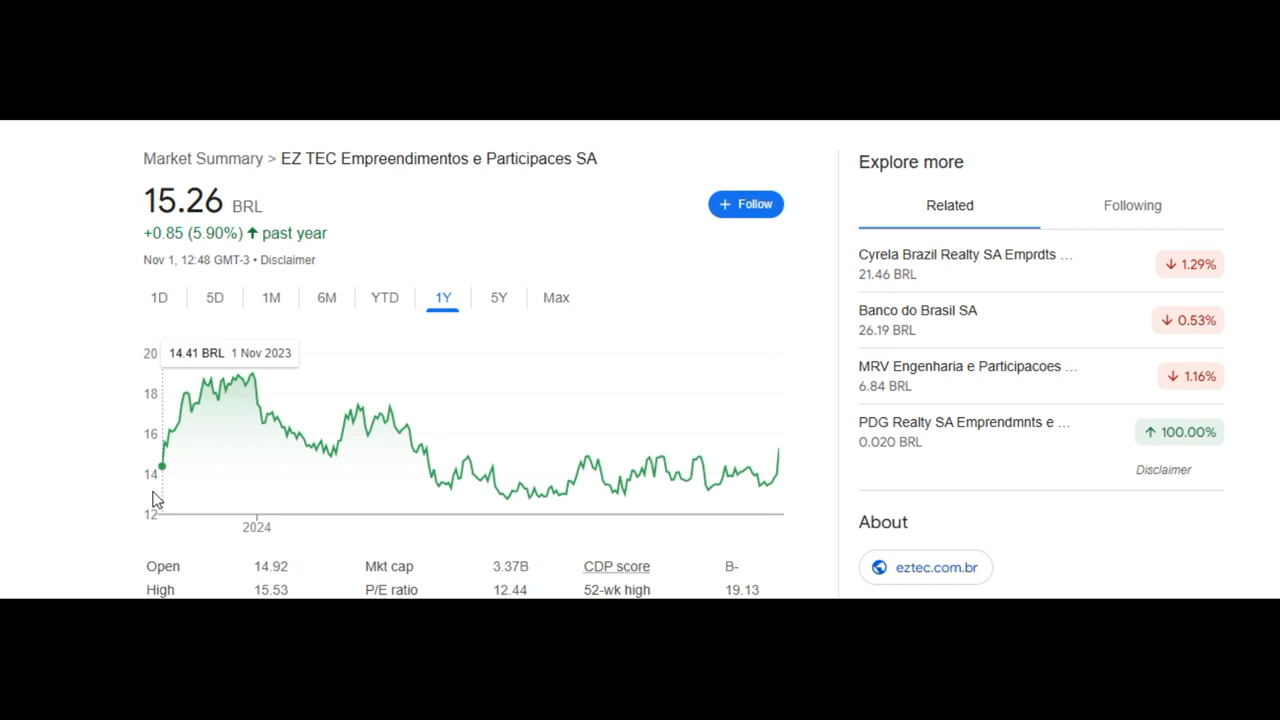 Market Summary > EZ TEC Empreendimentos e Participaces SA
15.26 BRL
+ Follow
+0.85 (5.90%) ↑ past year
Nov 1, 12:48 GMT-3 • Disclaimer
1D 5D 1M 6M YTD 1Y 5Y Max
20
14.41 BRL 1 Nov 2023
18
16
14
12
2024
Open 14.92 Mkt cap 3.37B CDP score B-
High 15.53 P/E ratio 12.44 52-wk high 19.13
Explore more
Related Following
Cyrela Brazil Realty SA Emprdts ...
21.46 BRL
↓ 1.29%
Banco do Brasil SA
26.19 BRL
↓ 0.53%
MRV Engenharia e Participacoes ...
6.84 BRL
↓ 1.16%
PDG Realty SA Emprendmnts e ...
0.020 BRL
↑ 100.00%
Disclaimer
About
eztec.com.br